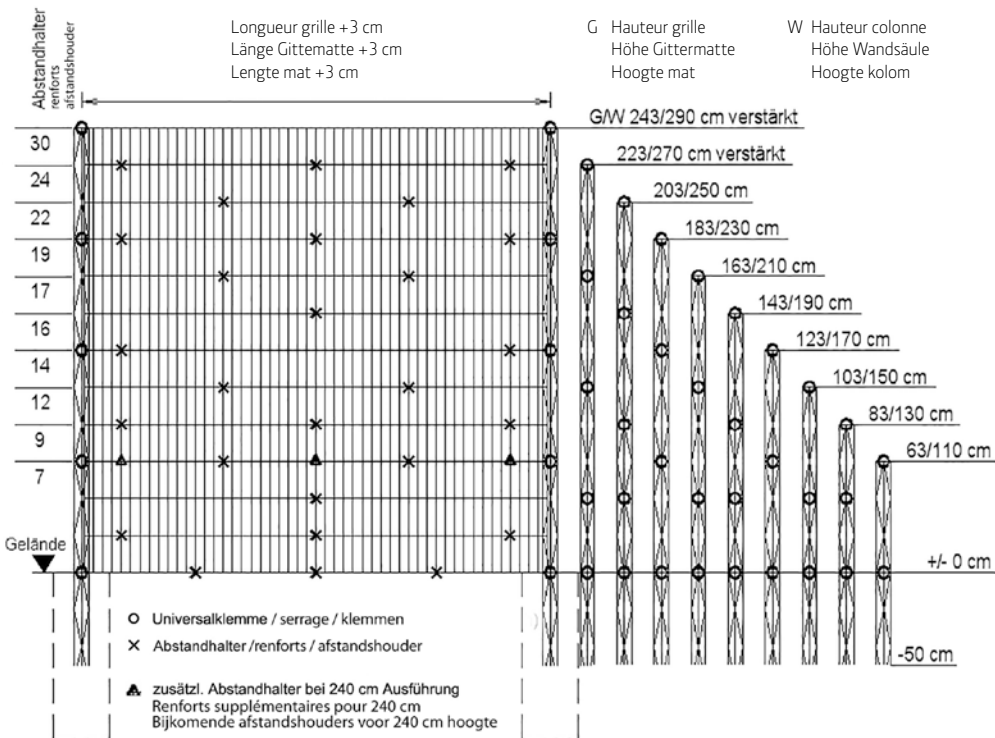 Abstandhalter
renforts
afstandshouder
Longueur grille +3 cm
Länge Gittematte +3 cm
Lengte mat +3 cm
G Hauteur grille
Höhe Gittermatte
Hoogte mat
W Hauteur colonne
Höhe Wandsäule
Hoogte kolom
G/W 243/290 cm verstärkt
30
223/270 cm verstärkt
24
203/250 cm
22
183/230 cm
19
163/210 cm
17
143/190 cm
16
123/170 cm
14
103/150 cm
12
83/130 cm
9
63/110 cm
7
Gelände
+/- 0 cm
Universalklemme / serrage / klemmen
Abstandhalter /renforts / afstandshouder
-50 cm
zusätzl. Abstandhalter bei 240 cm Ausführung
Renforts supplémentaires pour 240 cm
Bijkomende afstandshouders voor 240 cm hoogte